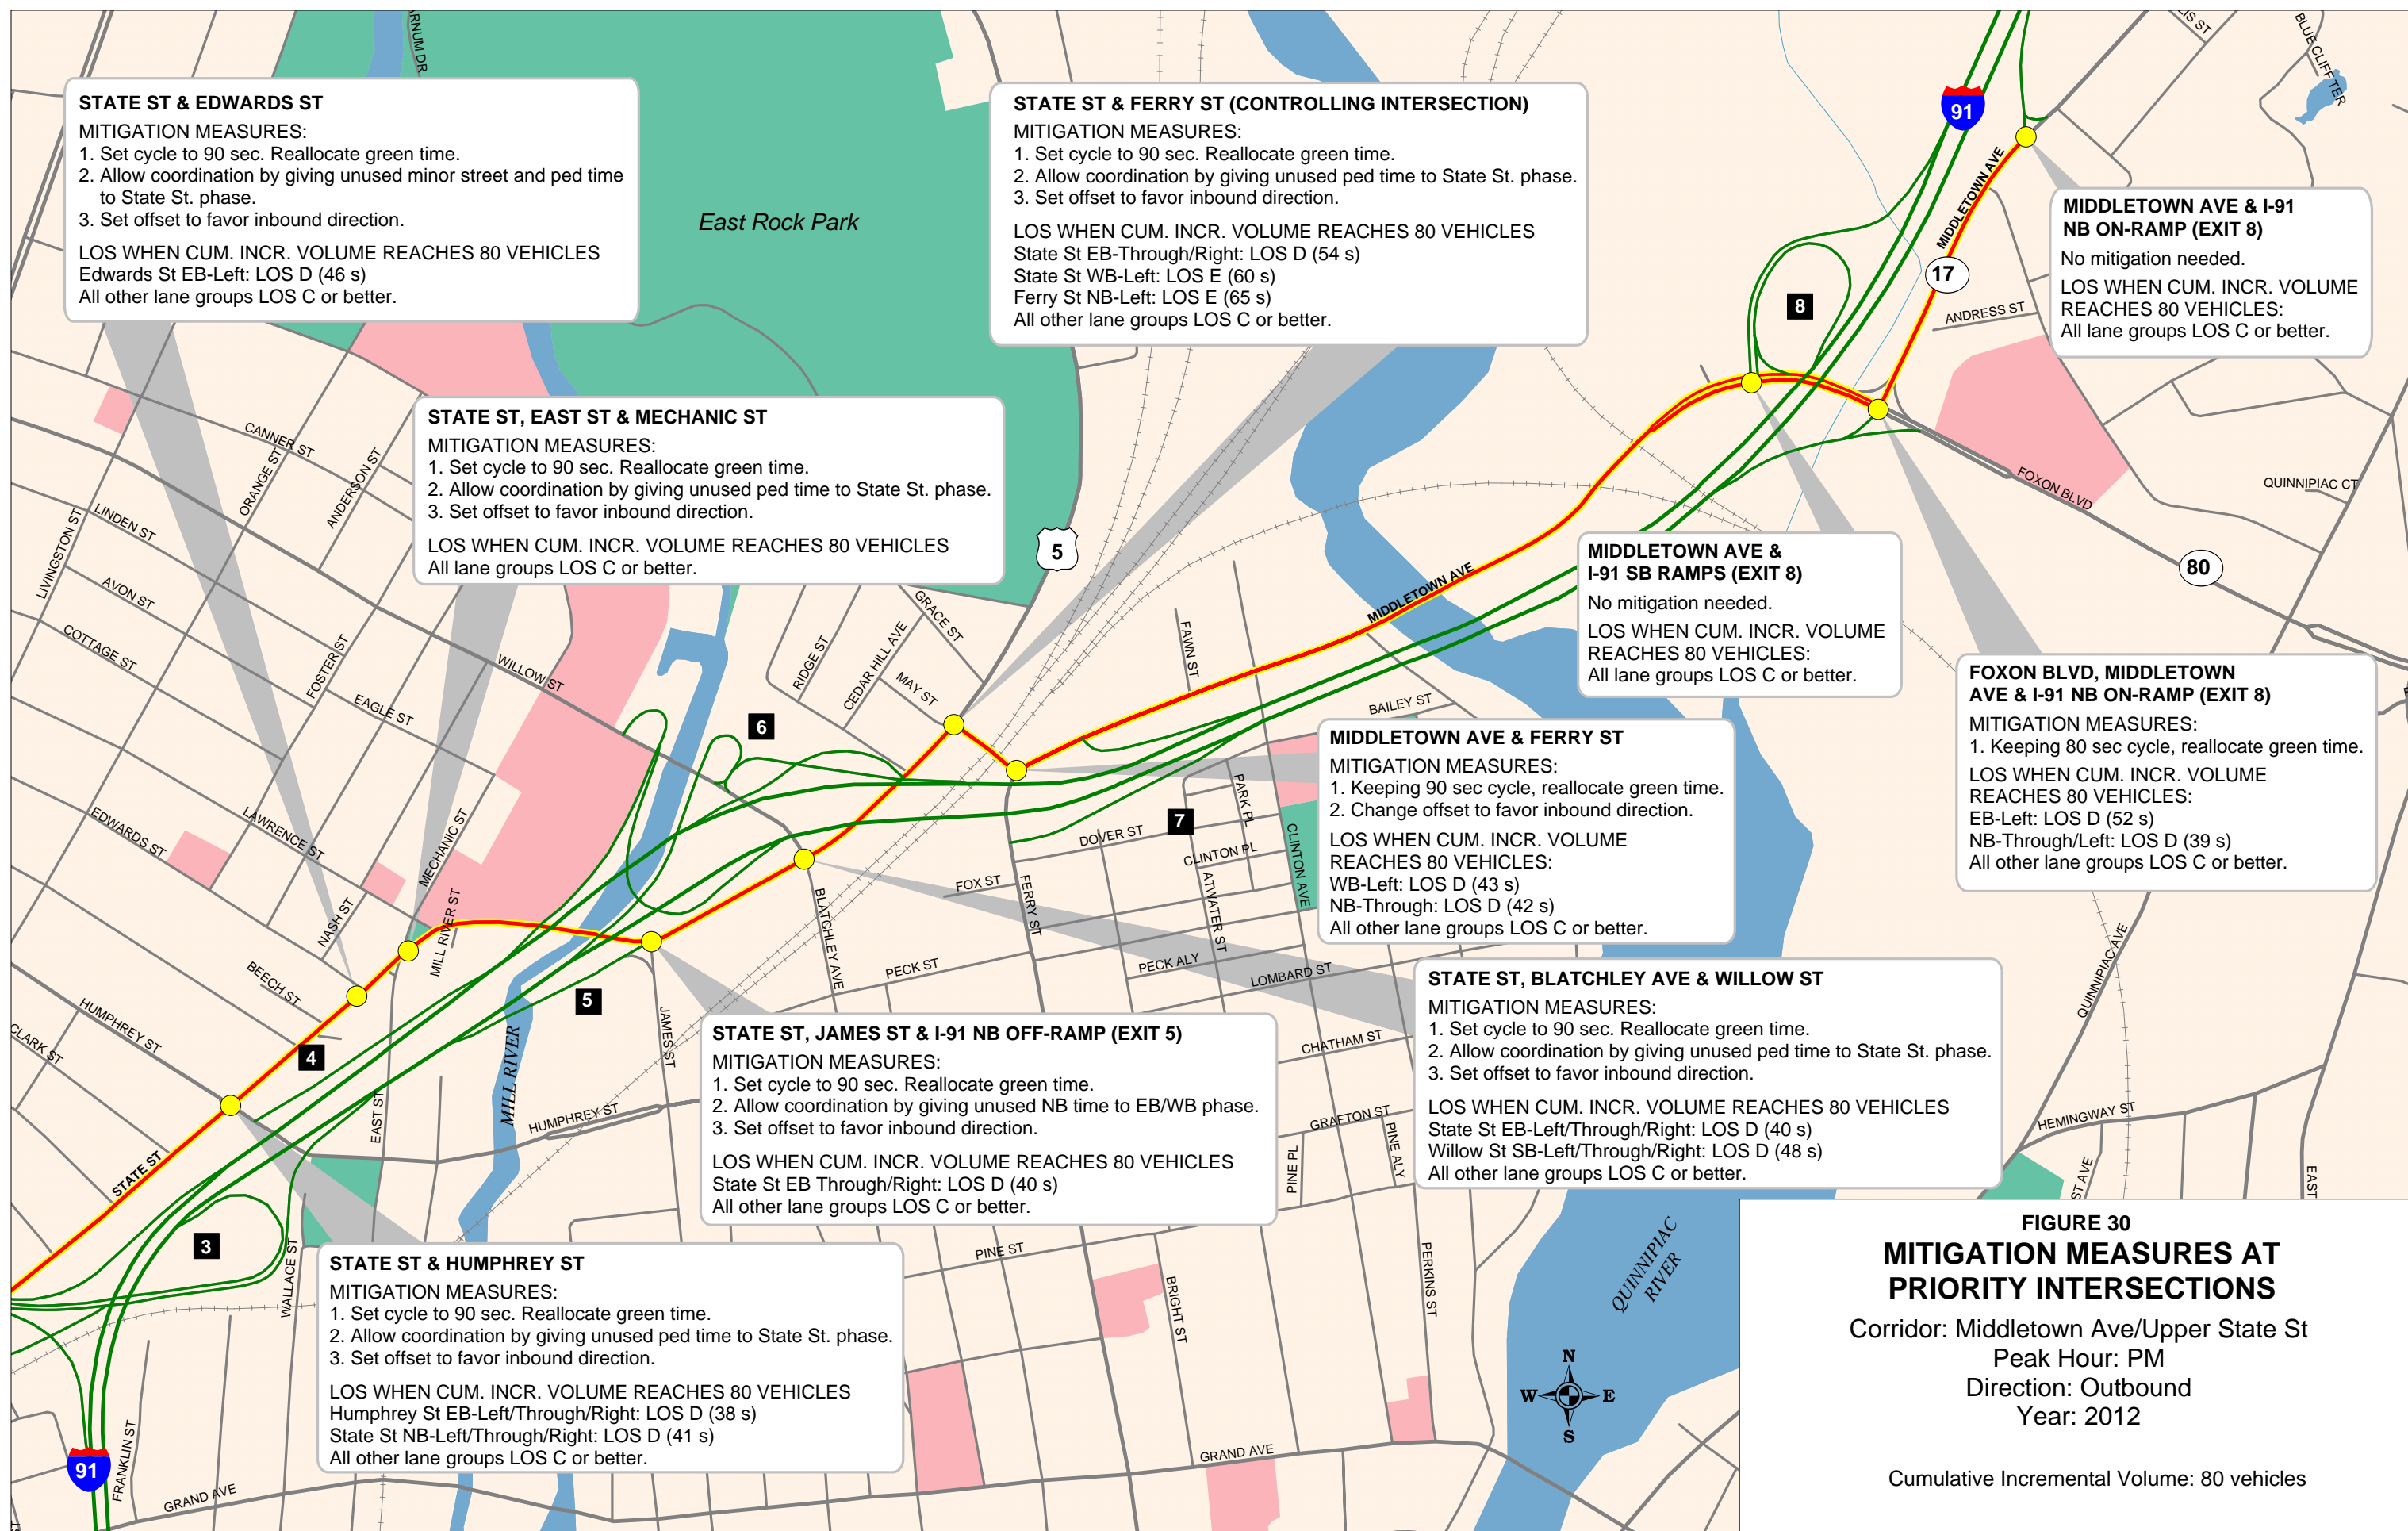 STATE ST & EDWARDS ST
MITIGATION MEASURES:
1. Set cycle to 90 sec. Reallocate green time.
2. Allow coordination by giving unused minor street and ped time
to State St. phase.
3. Set offset to favor inbound direction.
LOS WHEN CUM. INCR. VOLUME REACHES 80 VEHICLES
Edwards St EB-Left: LOS D (46 s)
All other lane groups LOS C or better.
STATE ST & FERRY ST (CONTROLLING INTERSECTION)
MITIGATION MEASURES:
1. Set cycle to 90 sec. Reallocate green time.
2. Allow coordination by giving unused ped time to State St. phase.
3. Set offset to favor inbound direction.
LOS WHEN CUM. INCR. VOLUME REACHES 80 VEHICLES
State St EB-Through/Right: LOS D (54 s)
State St WB-Left: LOS E (60 s)
Ferry St NB-Left: LOS E (65 s)
All other lane groups LOS C or better.
MIDDLETOWN AVE & I-91
NB ON-RAMP (EXIT 8)
No mitigation needed.
LOS WHEN CUM. INCR. VOLUME
REACHES 80 VEHICLES:
All lane groups LOS C or better.
STATE ST, EAST ST & MECHANIC ST
MITIGATION MEASURES:
1. Set cycle to 90 sec. Reallocate green time.
2. Allow coordination by giving unused ped time to State St. phase.
3. Set offset to favor inbound direction.
LOS WHEN CUM. INCR. VOLUME REACHES 80 VEHICLES
All lane groups LOS C or better.
MIDDLETOWN AVE &
I-91 SB RAMPS (EXIT 8)
No mitigation needed.
LOS WHEN CUM. INCR. VOLUME
REACHES 80 VEHICLES:
All lane groups LOS C or better.
FOXON BLVD, MIDDLETOWN
AVE & I-91 NB ON-RAMP (EXIT 8)
MITIGATION MEASURES:
1. Keeping 80 sec cycle, reallocate green time.
LOS WHEN CUM. INCR. VOLUME
REACHES 80 VEHICLES:
EB-Left: LOS D (52 s)
NB-Through/Left: LOS D (39 s)
All other lane groups LOS C or better.
MIDDLETOWN AVE & FERRY ST
MITIGATION MEASURES:
1. Keeping 90 sec cycle, reallocate green time.
2. Change offset to favor inbound direction.
LOS WHEN CUM. INCR. VOLUME
REACHES 80 VEHICLES:
WB-Left: LOS D (43 s)
NB-Through: LOS D (42 s)
All other lane groups LOS C or better.
STATE ST, BLATCHLEY AVE & WILLOW ST
MITIGATION MEASURES:
1. Set cycle to 90 sec. Reallocate green time.
2. Allow coordination by giving unused ped time to State St. phase.
3. Set offset to favor inbound direction.
LOS WHEN CUM. INCR. VOLUME REACHES 80 VEHICLES
State St EB-Left/Through/Right: LOS D (40 s)
Willow St SB-Left/Through/Right: LOS D (48 s)
All other lane groups LOS C or better.
STATE ST, JAMES ST & I-91 NB OFF-RAMP (EXIT 5)
MITIGATION MEASURES:
1. Set cycle to 90 sec. Reallocate green time.
2. Allow coordination by giving unused NB time to EB/WB phase.
3. Set offset to favor inbound direction.
LOS WHEN CUM. INCR. VOLUME REACHES 80 VEHICLES
State St EB Through/Right: LOS D (40 s)
All other lane groups LOS C or better.
STATE ST & HUMPHREY ST
MITIGATION MEASURES:
1. Set cycle to 90 sec. Reallocate green time.
2. Allow coordination by giving unused ped time to State St. phase.
3. Set offset to favor inbound direction.
LOS WHEN CUM. INCR. VOLUME REACHES 80 VEHICLES
Humphrey St EB-Left/Through/Right: LOS D (38 s)
State St NB-Left/Through/Right: LOS D (41 s)
All other lane groups LOS C or better.
FIGURE 30
MITIGATION MEASURES AT
PRIORITY INTERSECTIONS
Corridor: Middletown Ave/Upper State St
Peak Hour: PM
Direction: Outbound
Year: 2012
Cumulative Incremental Volume: 80 vehicles
East Rock Park
BLUE CLIFF TER
91
MIDDLETOWN AVE
17
8
ANDRESS ST
CANNER ST
ORANGE ST
ANDERSON ST
LIVINGSTON ST
LINDEN ST
AVON ST
COTTAGE ST
FOSTER ST
EAGLE ST
WILLOW ST
5
FOXON BLVD
QUINNIPIAC CT
80
GRACE ST
RIDGE ST
CEDAR HILL AVE
MAY ST
FAWN ST
MIDDLETOWN AVE
BAILEY ST
6
7
PARK PL
DOVER ST
CLINTON PL
CLINTON AVE
ATWATER ST
EDWARDS ST
LAWRENCE ST
MECHANIC ST
NASH ST
MILL RIVER ST
BEECH ST
HUMPHREY ST
CLARK ST
4
5
FOX ST
FERRY ST
BLATCHLEY AVE
PECK ST
PECK ALY
LOMBARD ST
JAMES ST
MILL RIVER
CHATHAM ST
QUINNIPIAC AVE
GRAFTON ST
PINE ALY
PINE PL
HEMINGWAY ST
EAST
ST AVE
EAST ST
HUMPHREY ST
STATE ST
3
WALLACE ST
PINE ST
BRIGHT ST
PERKINS ST
QUINNIPIAC
RIVER
N
W
E
S
GRAND AVE
91
FRANKLIN ST
GRAND AVE